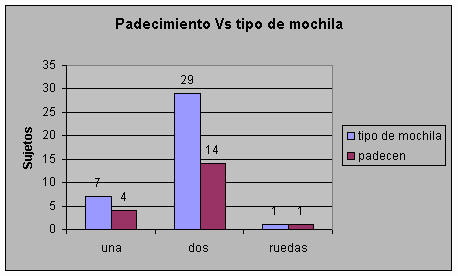 Padecimiento Vs tipo de mochila
35
30
25
20
15
10
5
0
Sujetos
7
4
29
14
1
1
una
dos
ruedas
tipo de mochila
padecen